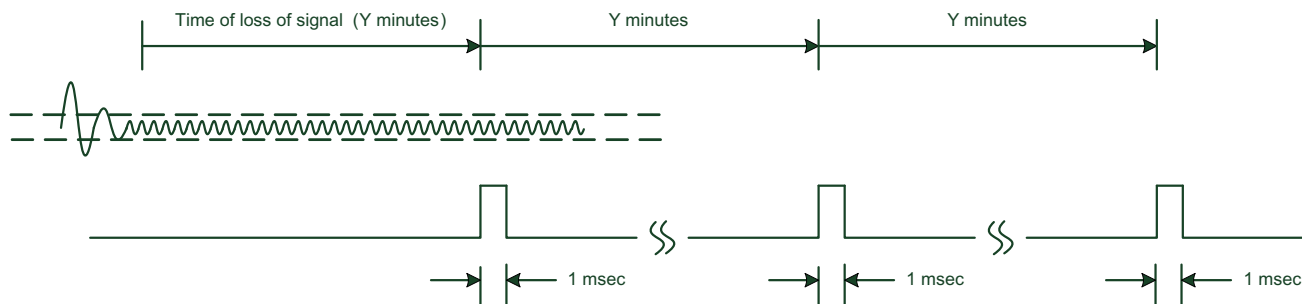 Time of loss of signal (Y minutes)
Y minutes
Y minutes
1 msec
1 msec
1 msec